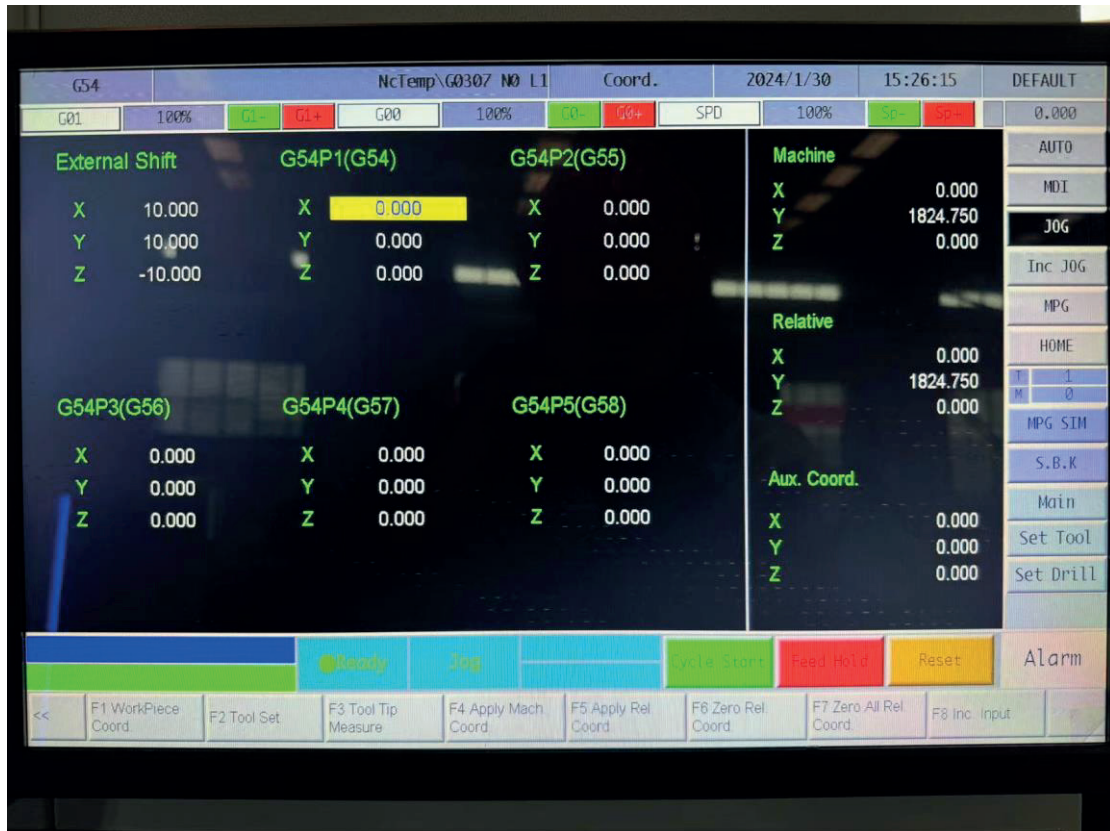 G54 NcTemp\G0307 N0 L1 Coord. 2024/1/30 15:26:15 DEFAULT
G01 100% G1- G1+ G00 100% G0- G0+ SPD 100% Sp- Sp+ 0.000
External Shift
X 10.000
Y 10.000
Z -10.000
G54P1(G54)
X 0.000
Y 0.000
Z 0.000
G54P2(G55)
X 0.000
Y 0.000
Z 0.000
G54P3(G56)
X 0.000
Y 0.000
Z 0.000
G54P4(G57)
X 0.000
Y 0.000
Z 0.000
G54P5(G58)
X 0.000
Y 0.000
Z 0.000
Machine
X 0.000
Y 1824.750
Z 0.000
Relative
X 0.000
Y 1824.750
Z 0.000
Aux. Coord.
X 0.000
Y 0.000
Z 0.000
AUTO
MDI
JOG
Inc JOG
MPG
HOME
T 1
M 0
MPG SIM
S.B.K
Main
Set Tool
Set Drill
Ready Jog Cycle Start Feed Hold Reset Alarm
<<
F1 WorkPiece
Coord.
F2 Tool Set
F3 Tool Tip
Measure
F4 Apply Mach.
Coord.
F5 Apply Rel.
Coord.
F6 Zero Rel.
Coord.
F7 Zero All Rel.
Coord.
F8 Inc. Input